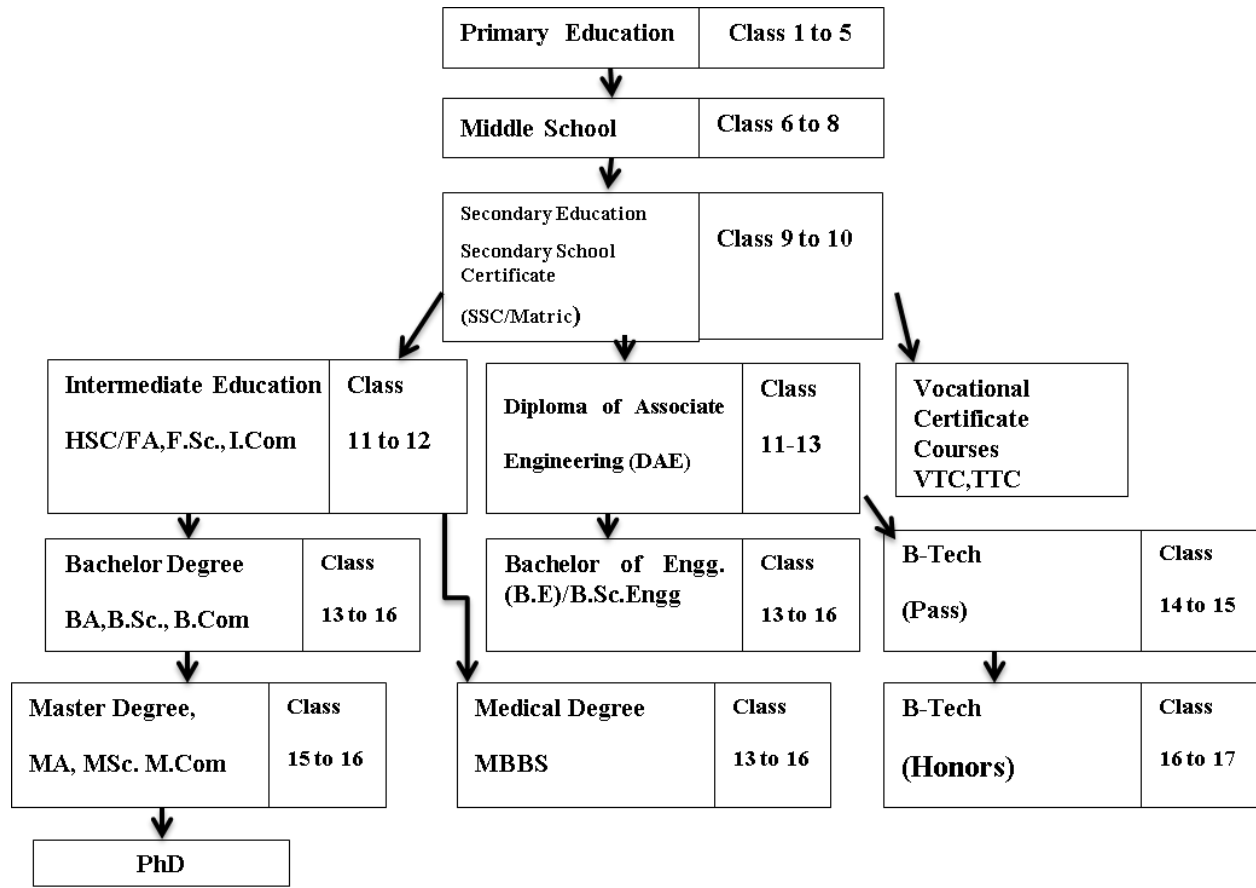 Primary Education
Class 1 to 5
Middle School
Class 6 to 8
Secondary Education
Secondary School
Certificate
(SSC/Matric)
Class 9 to 10
Intermediate Education
HSC/FA,F.Sc., I.Com
Class
11 to 12
Diploma of Associate
Engineering (DAE)
Class
11-13
Vocational
Certificate
Courses
VTC,TTC
Bachelor Degree
BA,B.Sc., B.Com
Class
13 to 16
Bachelor of Engg.
(B.E)/B.Sc.Engg
Class
13 to 16
B-Tech
(Pass)
Class
14 to 15
Master Degree,
MA, MSc. M.Com
Class
15 to 16
Medical Degree
MBBS
Class
13 to 16
B-Tech
(Honors)
Class
16 to 17
PhD